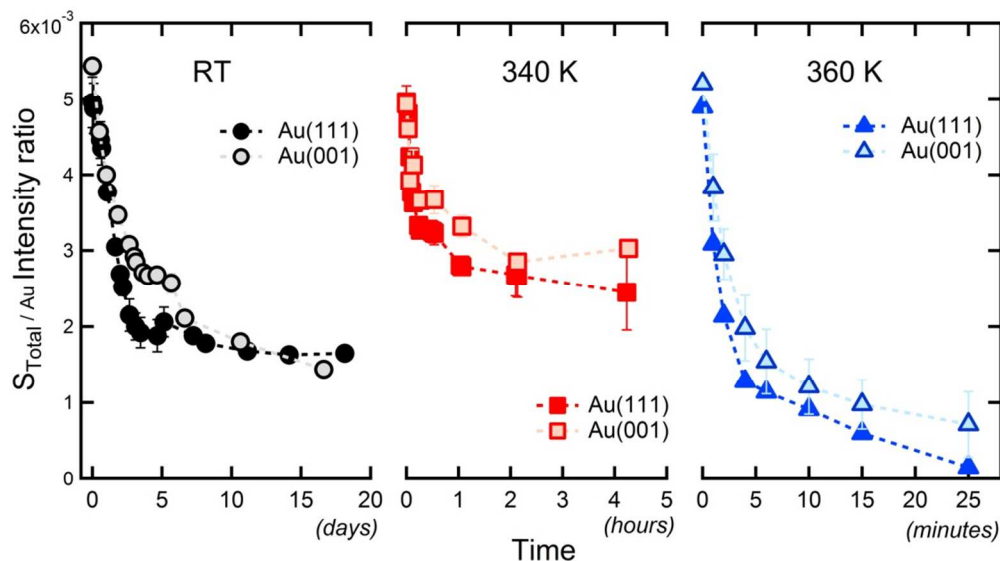 6x10⁻³
5
4
3
2
1
0
S_Total / Au Intensity ratio
RT
Au(111)
Au(001)
0 5 10 15 20
(days)
340 K
Au(111)
Au(001)
0 1 2 3 4 5
(hours)
360 K
Au(111)
Au(001)
0 5 10 15 20 25
(minutes)
Time